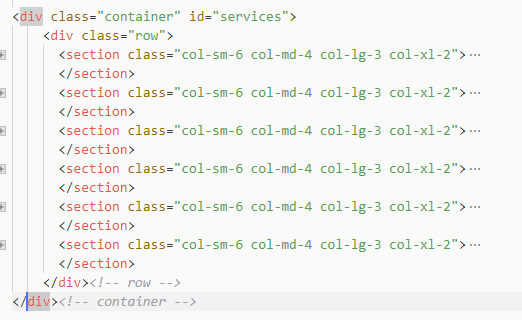 <div class="container" id="services">
<div class="row">
<section class="col-sm-6 col-md-4 col-lg-3 col-xl-2">···
</section>
<section class="col-sm-6 col-md-4 col-lg-3 col-xl-2">···
</section>
<section class="col-sm-6 col-md-4 col-lg-3 col-xl-2">···
</section>
<section class="col-sm-6 col-md-4 col-lg-3 col-xl-2">···
</section>
<section class="col-sm-6 col-md-4 col-lg-3 col-xl-2">···
</section>
<section class="col-sm-6 col-md-4 col-lg-3 col-xl-2">···
</section>
</div><!-- row -->
</div><!-- container -->